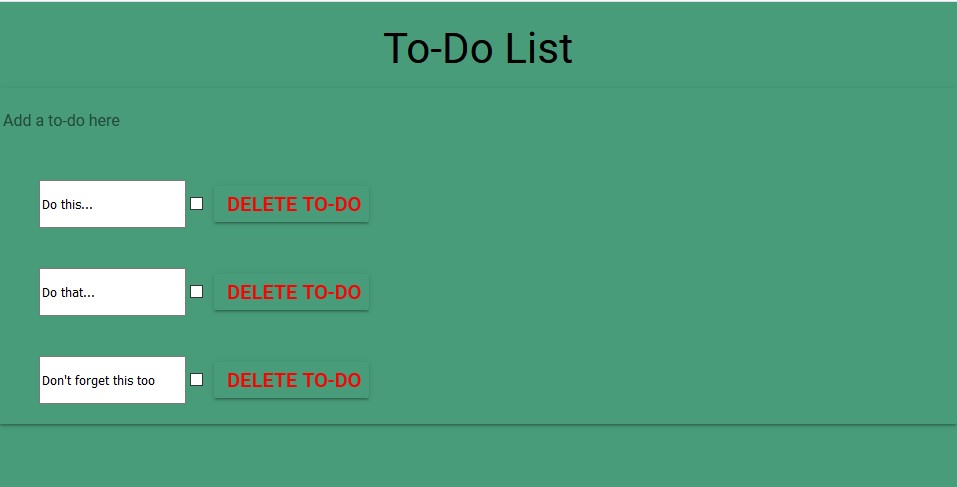 To-Do List
Add a to-do here
Do this...
DELETE TO-DO
Do that...
DELETE TO-DO
Don't forget this too
DELETE TO-DO